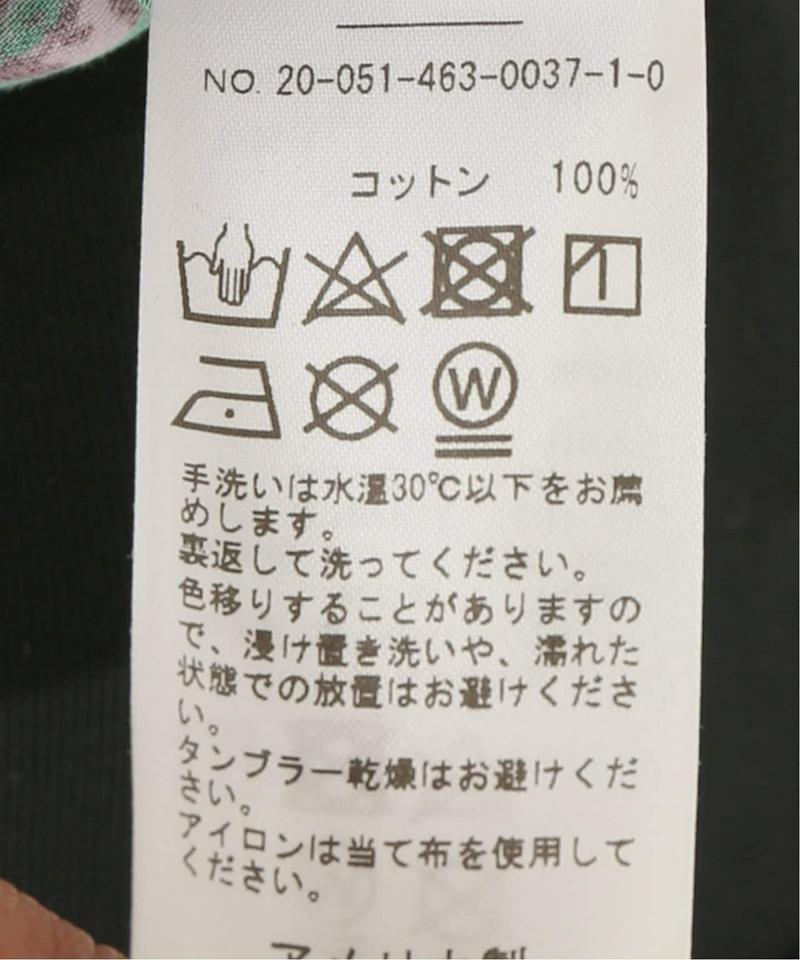 NO. 20-051-463-0037-1-0
コットン 100%
W
手洗いは水温30℃以下をお薦
めします。
裏返して洗ってください。
色移りすることがありますの
で、浸け置き洗いや、濡れた
状態での放置はお避けくださ
い。
タンブラー乾燥はお避けくだ
さい。
アイロンは当て布を使用して
ください。